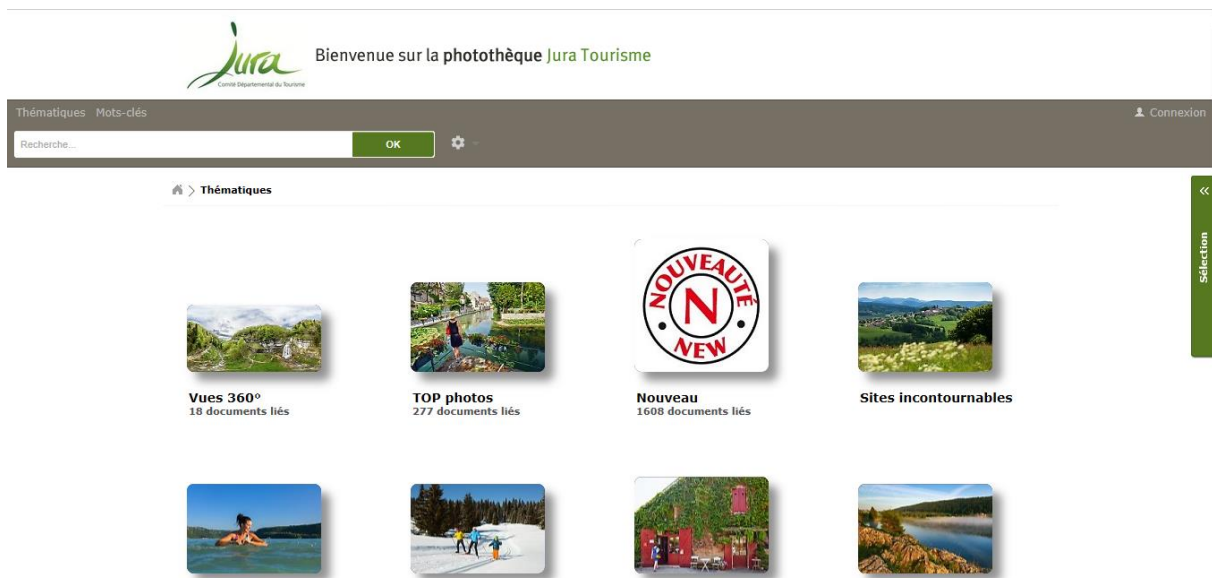 Jura
Comité Départemental du Tourisme
Bienvenue sur la photothèque Jura Tourisme
Thématiques Mots-clés
Connexion
Recherche...
OK
Thématiques
Sélection
NOUVEAUTÉ
N
NEW
Vues 360°
18 documents liés
TOP photos
277 documents liés
Nouveau
1608 documents liés
Sites incontournables